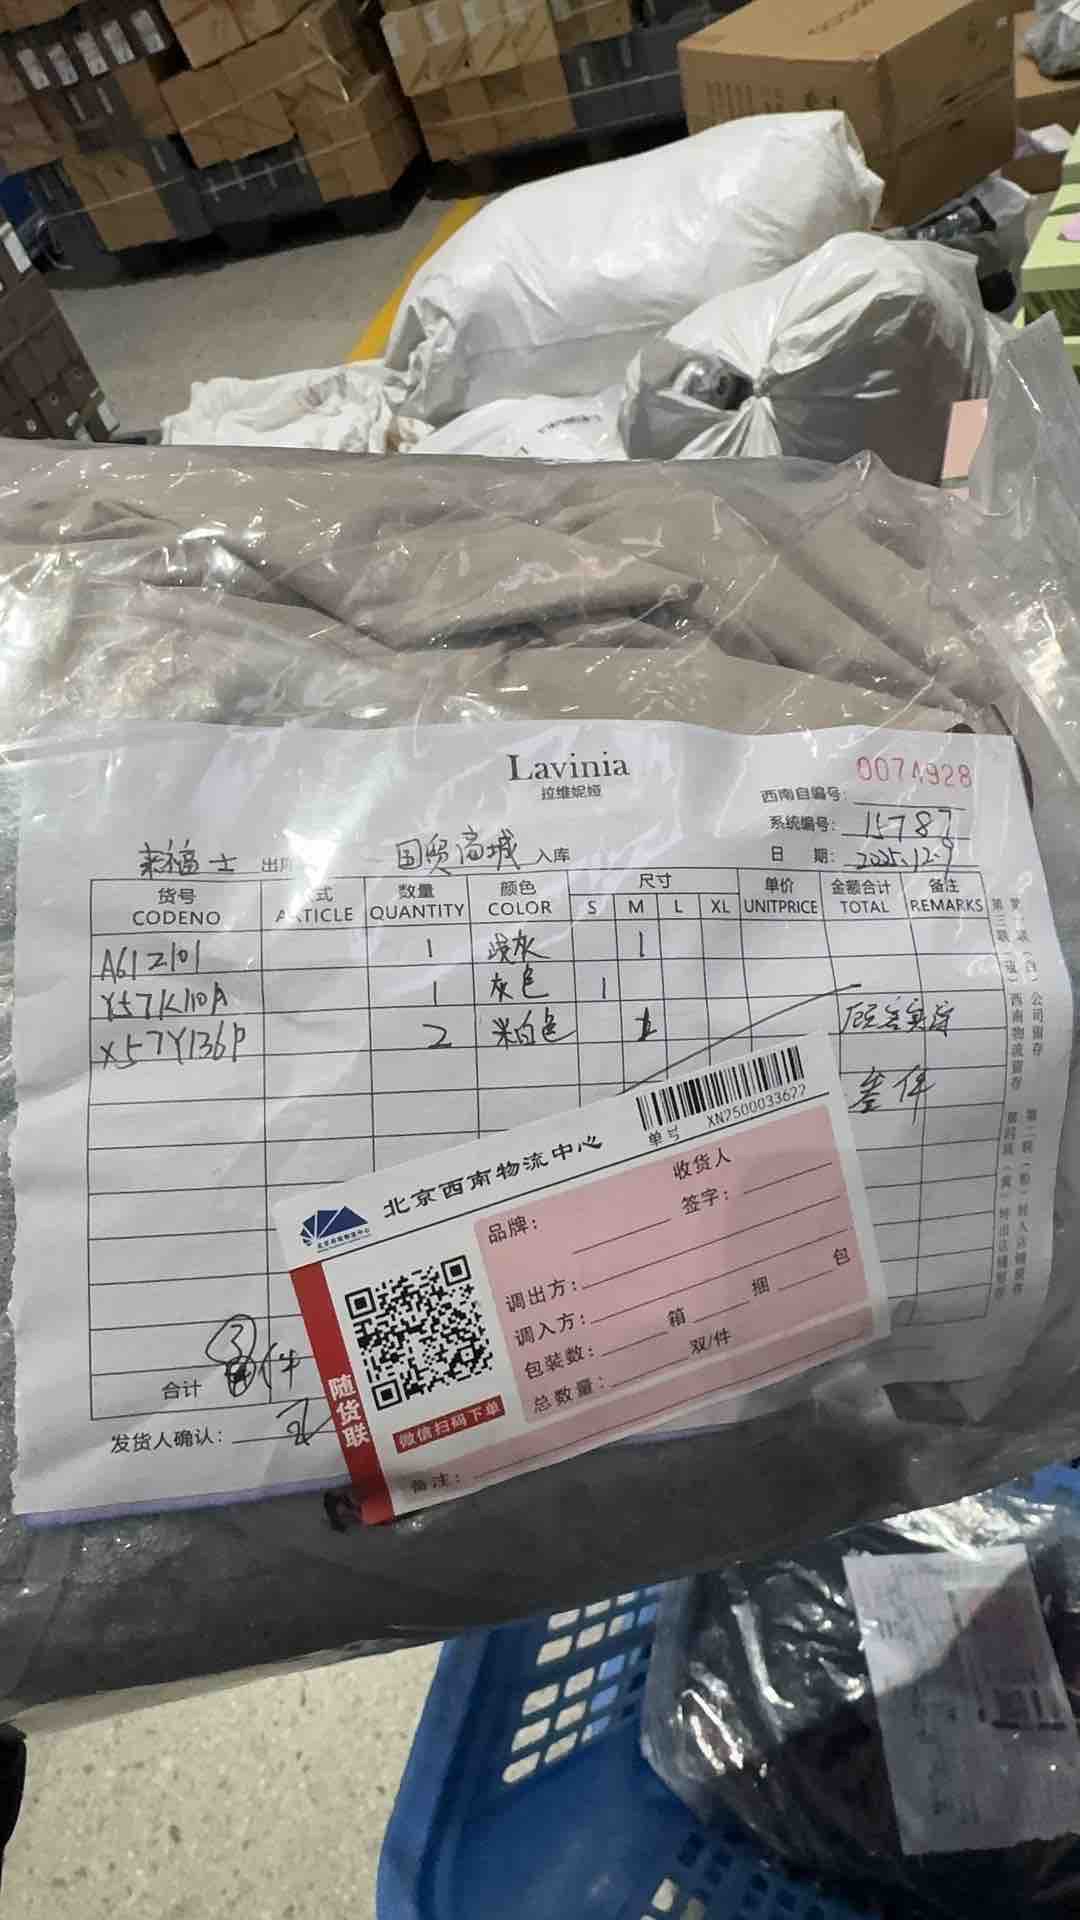 Lavinia
拉维妮娅
0074928
西南自编号:
系统编号: 15787
日 期: 2025.12.9
来福士 出库 国贸商城 入库
货号 式 数量 颜色 尺寸 单价 金额合计 备注
CODENO ARTICLE QUANTITY COLOR S M L XL UNITPRICE TOTAL REMARKS
A612101 1 1
Y57K110A 1 灰色 1
X57Y136P 2 米白色
叁件
合计 ③ 件
发货人确认:
单号 XN2500033622
北京西南物流中心
收货人
品牌: 签字:
调出方:
调入方:
包装数: 箱 捆 包
总数量: 双/件
随货联
微信扫码下单
备注: